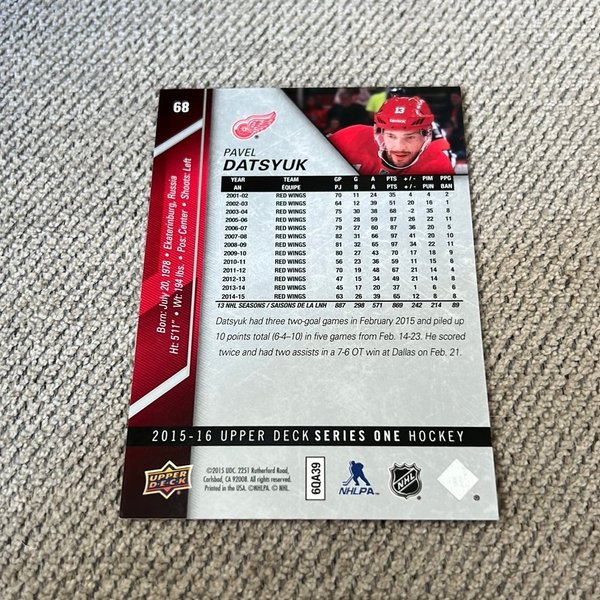 68
Born: July 20, 1978 • Ekaterinburg, Russia
Ht: 5'11" • Wt: 194 lbs. • Pos: Center • Shoots: Left
13
PAVEL
DATSYUK
YEAR TEAM GP G A PTS +/- PIM PPG
AN ÉQUIPE PJ B A PTS +/- PUN BAN
2001-02 RED WINGS 70 11 24 35 4 4 2
2002-03 RED WINGS 64 12 39 51 20 16 1
2003-04 RED WINGS 75 30 38 68 -2 35 8
2005-06 RED WINGS 75 28 59 87 26 22 11
2006-07 RED WINGS 79 27 60 87 36 20 5
2007-08 RED WINGS 82 31 66 97 41 20 10
2008-09 RED WINGS 81 32 65 97 34 22 11
2009-10 RED WINGS 80 27 43 70 17 18 9
2010-11 RED WINGS 56 23 36 59 11 15 6
2011-12 RED WINGS 70 19 48 67 21 14 4
2012-13 RED WINGS 47 15 34 49 21 14 6
2013-14 RED WINGS 45 17 20 37 1 6
2014-15 RED WINGS 63 26 39 65 12 8 8
13 NHL SEASONS / SAISONS DE LA LNH 887 298 571 869 242 214 89
Datsyuk had three two-goal games in February 2015 and piled up
10 points total (6-4–10) in five games from Feb. 14-23. He scored
twice and had two assists in a 7-6 OT win at Dallas on Feb. 21.
2015-16 UPPER DECK SERIES ONE HOCKEY
UPPER DECK
©2015 UDC. 2251 Rutherford Road,
Carlsbad, CA 92008. All rights reserved.
Printed in the USA. ©NHLPA. © NHL.
6QA39
NHLPA™
NHL
®